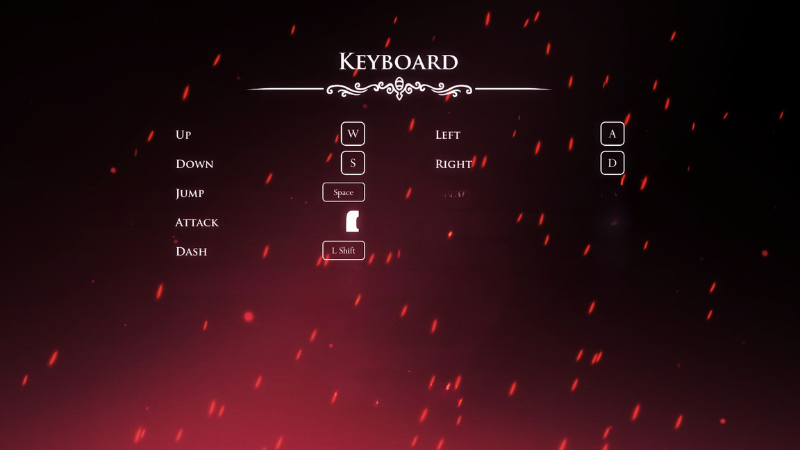 KEYBOARD
UP W LEFT A
DOWN S RIGHT D
JUMP Space
ATTACK
DASH L Shift